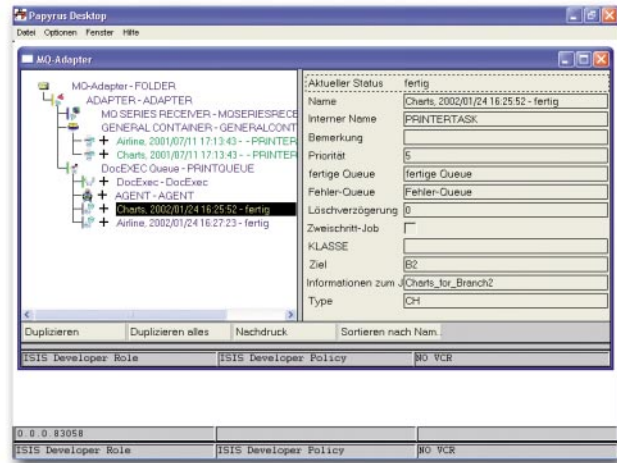 Papyrus Desktop
Datei Optionen Fenster Hilfe
MQ-Adapter
MQ-Adapter - FOLDER
ADAPTER - ADAPTER
MQ SERIES RECEIVER - MQSERIESRECE
GENERAL CONTAINER - GENERALCONT
Airline, 2001/07/11 17:13:43 - - PRINTER
Charts, 2001/07/11 17:13:43 - - PRINTER
DocEXEC Queue - PRINTQUEUE
DocExec - DocExec
AGENT - AGENT
Charts, 2002/01/24 16:25:52 - fertig
Airline, 2002/01/24 16:27:23 - fertig
Aktueller Status fertig
Name Charts, 2002/01/24 16:25:52 - fertig
Interner Name PRINTERTASK
Bemerkung
Priorität 5
fertige Queue fertige Queue
Fehler-Queue Fehler-Queue
Löschverzögerung 0
Zweischritt-Job
KLASSE
Ziel B2
Informationen zum J Charts_for_Branch2
Type CH
Duplizieren Duplizieren alles Nachdruck Sortieren nach Nam..
ISIS Developer Role ISIS Developer Policy NO VCR
0.0.0.83058
ISIS Developer Role ISIS Developer Policy NO VCR